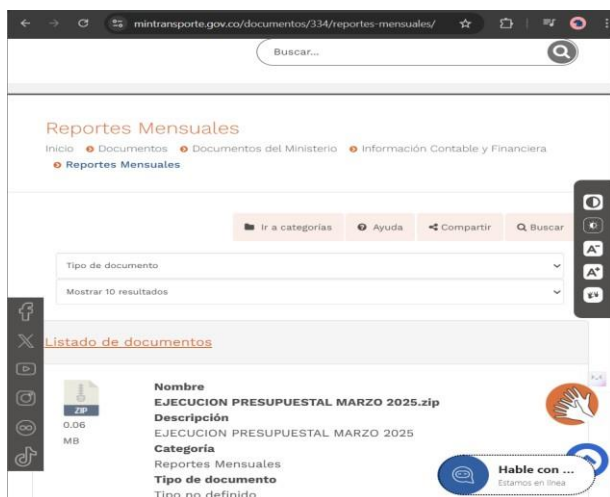 mintransporte.gov.co/documentos/334/reportes-mensuales/
Buscar...
Reportes Mensuales
Inicio Documentos Documentos del Ministerio Información Contable y Financiera
Reportes Mensuales
Ir a categorías Ayuda Compartir Buscar
Tipo de documento
Mostrar 10 resultados
A-
A+
Listado de documentos
ZIP
0.06
MB
Nombre
EJECUCION PRESUPUESTAL MARZO 2025.zip
Descripción
EJECUCION PRESUPUESTAL MARZO 2025
Categoría
Reportes Mensuales
Tipo de documento
Tipo no definido
Hable con ...
Estamos en línea